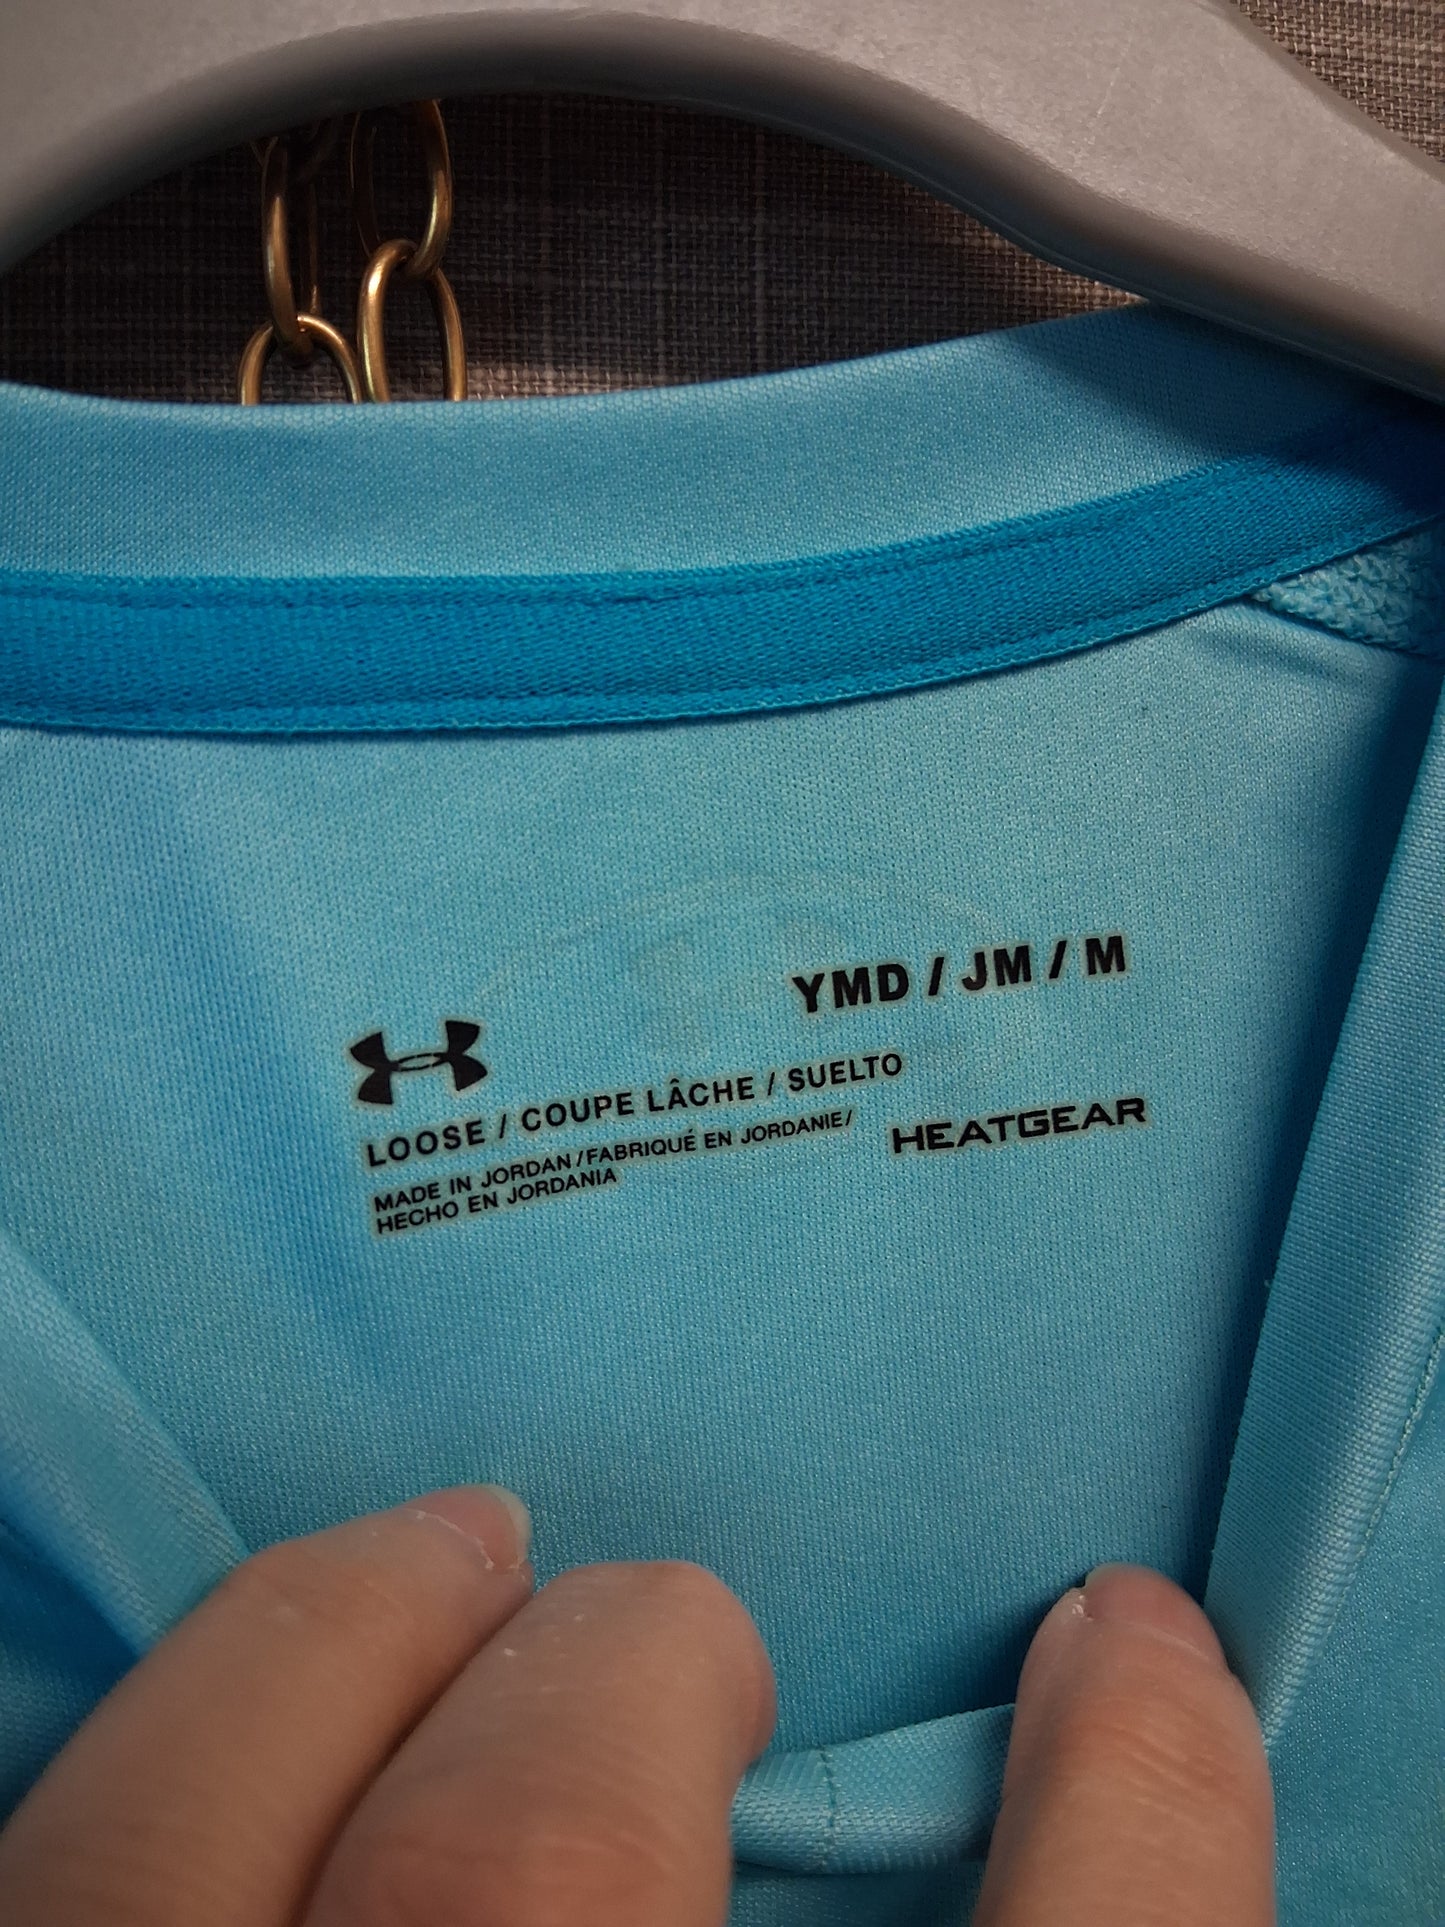 YMD / JM / M
LOOSE / COUPE LÂCHE / SUELTO
MADE IN JORDAN / FABRIQUÉ EN JORDANIE/
HECHO EN JORDANIA
HEATGEAR